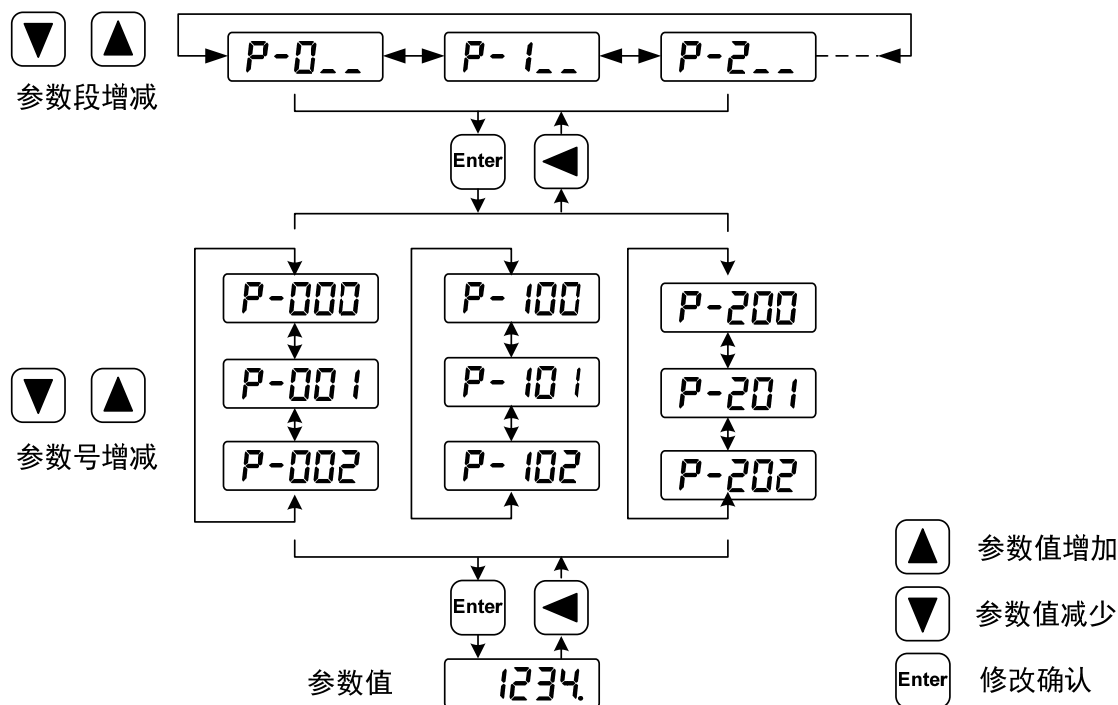 P-0__ P-1__ P-2__
参数段增减
Enter
P-000 P-100 P-200
P-001 P-101 P-201
参数号增减
P-002 P-102 P-202
参数值增加
Enter
参数值减少
参数值 1234.
Enter 修改确认